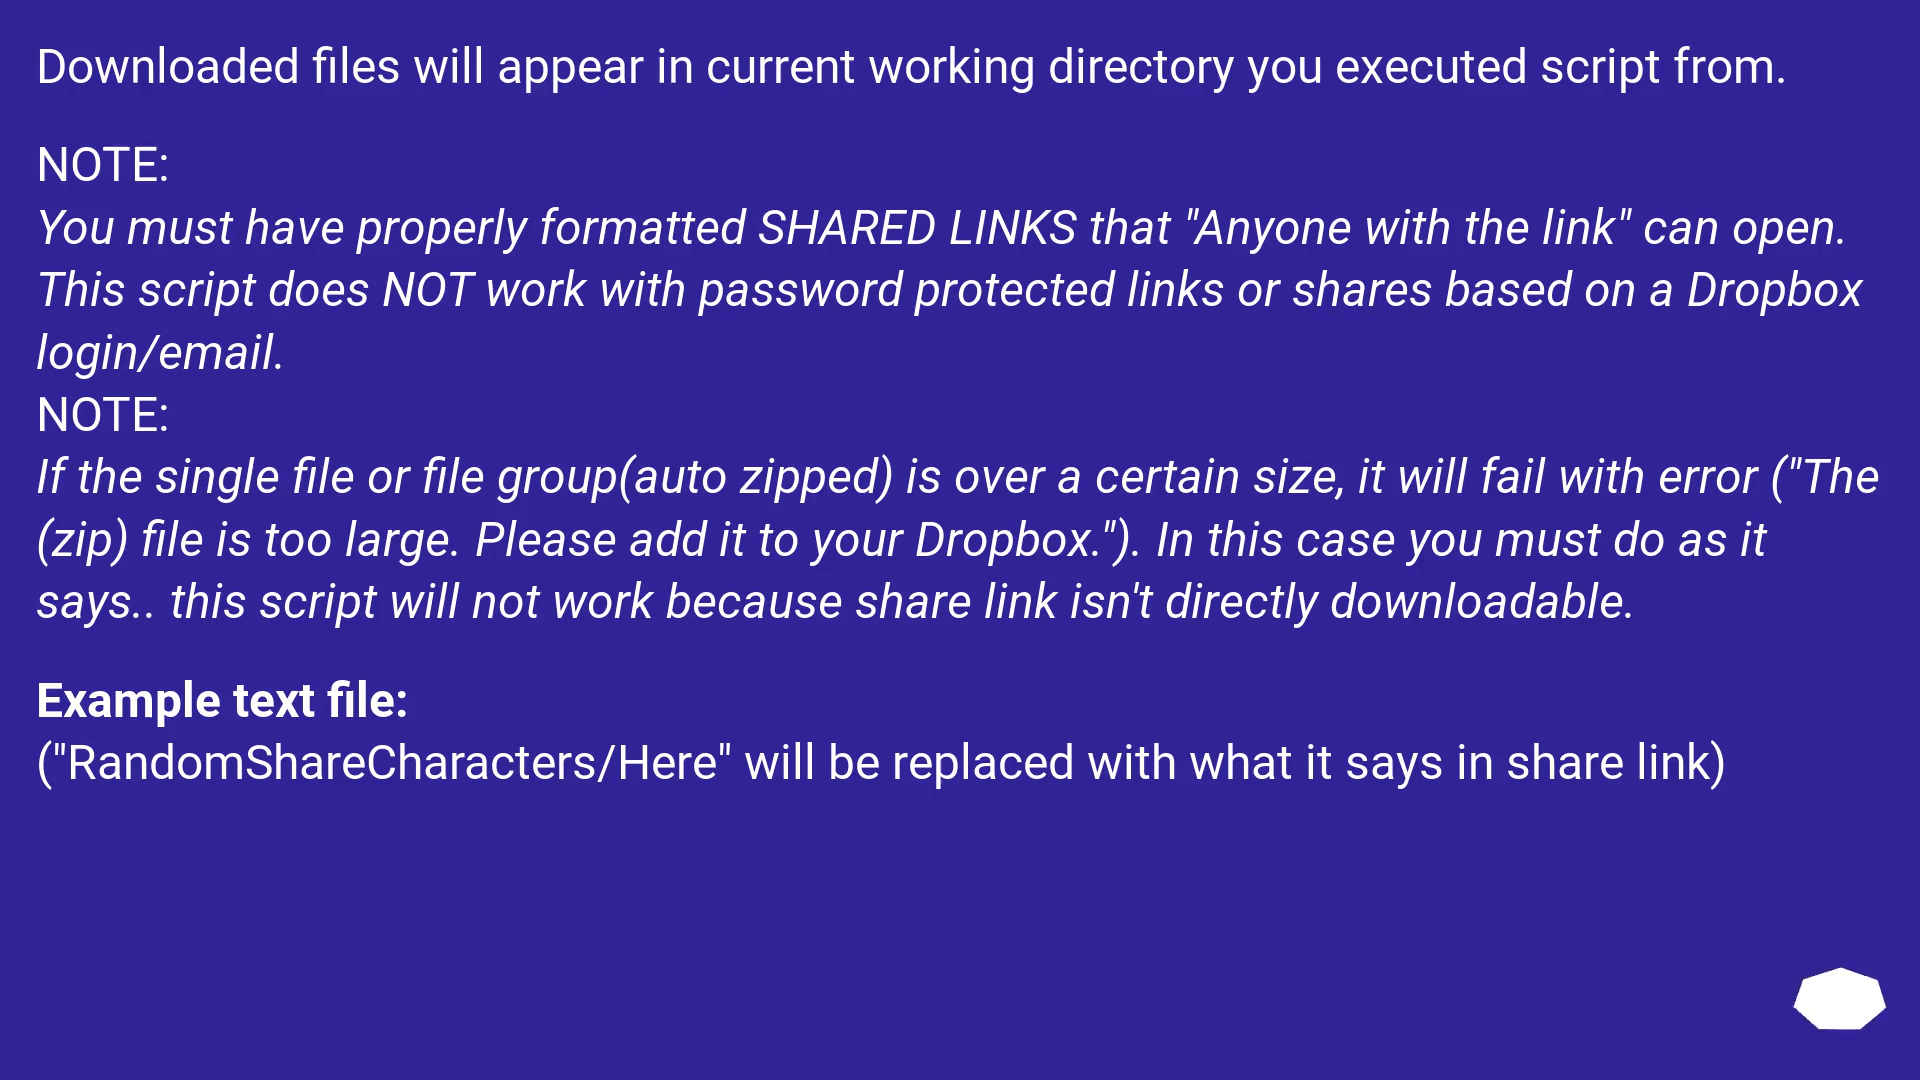 Downloaded files will appear in current working directory you executed script from.
NOTE:
You must have properly formatted SHARED LINKS that "Anyone with the link" can open.
This script does NOT work with password protected links or shares based on a Dropbox
login/email.
NOTE:
If the single file or file group(auto zipped) is over a certain size, it will fail with error ("The
(zip) file is too large. Please add it to your Dropbox."). In this case you must do as it
says.. this script will not work because share link isn't directly downloadable.
Example text file:
("RandomShareCharacters/Here" will be replaced with what it says in share link)